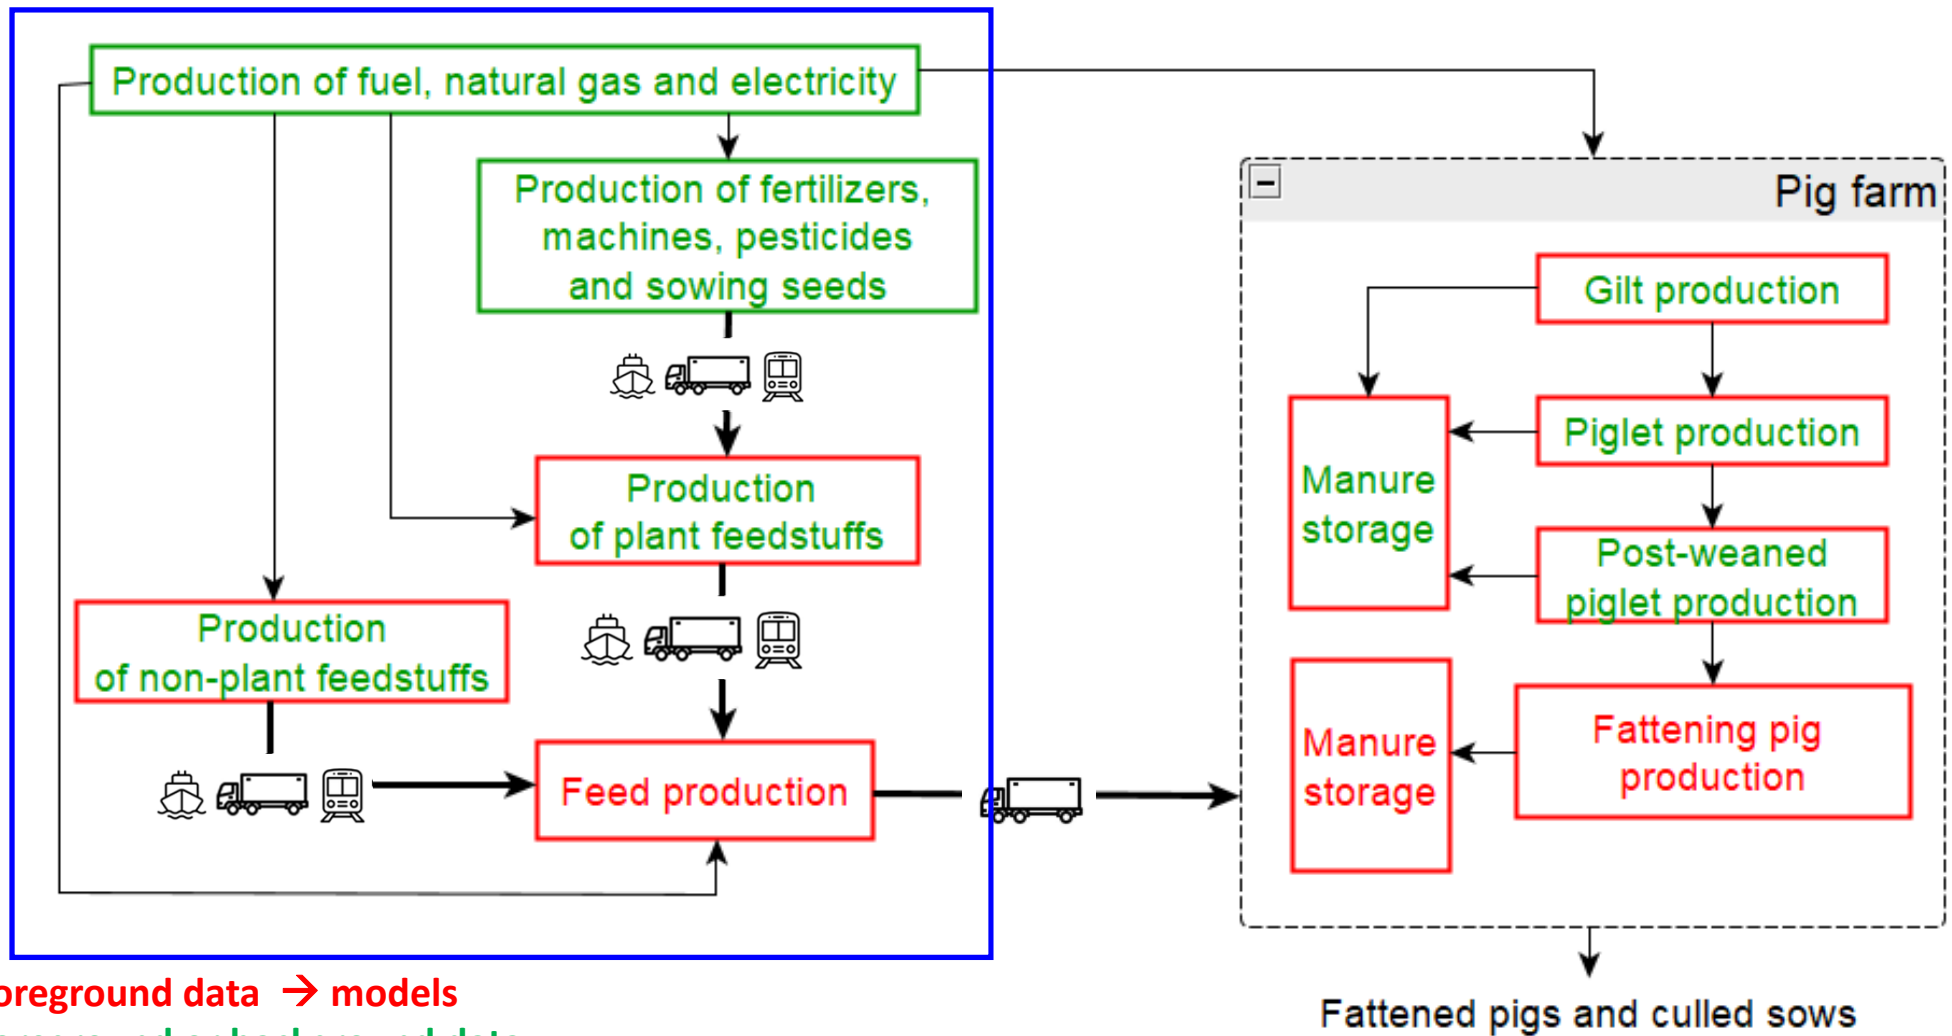 Production of fuel, natural gas and electricity
Production of fertilizers,
machines, pesticides
and sowing seeds
Production
of plant feedstuffs
Production
of non-plant feedstuffs
Feed production
Pig farm
Gilt production
Piglet production
Manure
storage
Post-weaned
piglet production
Manure
storage
Fattening pig
production
Fattened pigs and culled sows
oreground data → models